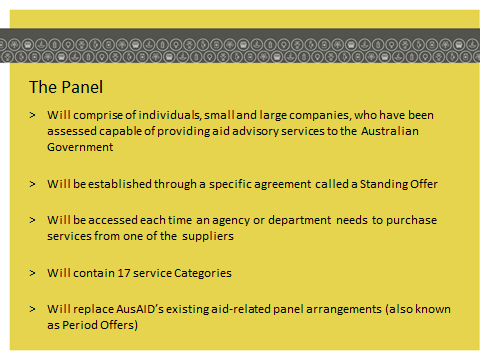 The Panel
> Will comprise of individuals, small and large companies, who have been
assessed capable of providing aid advisory services to the Australian
Government
> Will be established through a specific agreement called a Standing Offer
> Will be accessed each time an agency or department needs to purchase
services from one of the suppliers
> Will contain 17 service Categories
> Will replace AusAID’s existing aid-related panel arrangements (also known
as Period Offers)